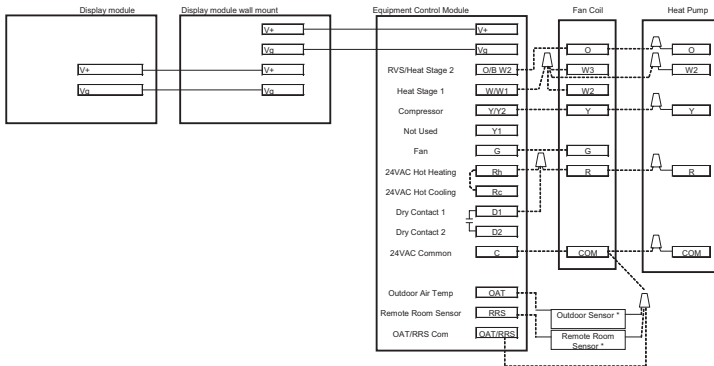 Display module
Display module wall mount
Equipment Control Module
Fan Coil
Heat Pump
V+
V+
Vg
Vg
O
O
V+
V+
RVS/Heat Stage 2
O/B W2
W3
W2
Vg
Vg
Heat Stage 1
W/W1
W2
Compressor
Y/Y2
Y
Y
Not Used
Y1
Fan
G
G
24VAC Hot Heating
Rh
R
R
24VAC Hot Cooling
Rc
Dry Contact 1
D1
Dry Contact 2
D2
24VAC Common
C
COM
COM
Outdoor Air Temp
OAT
Remote Room Sensor
RRS
Outdoor Sensor *
OAT/RRS Com
OAT/RRS
Remote Room
Sensor *